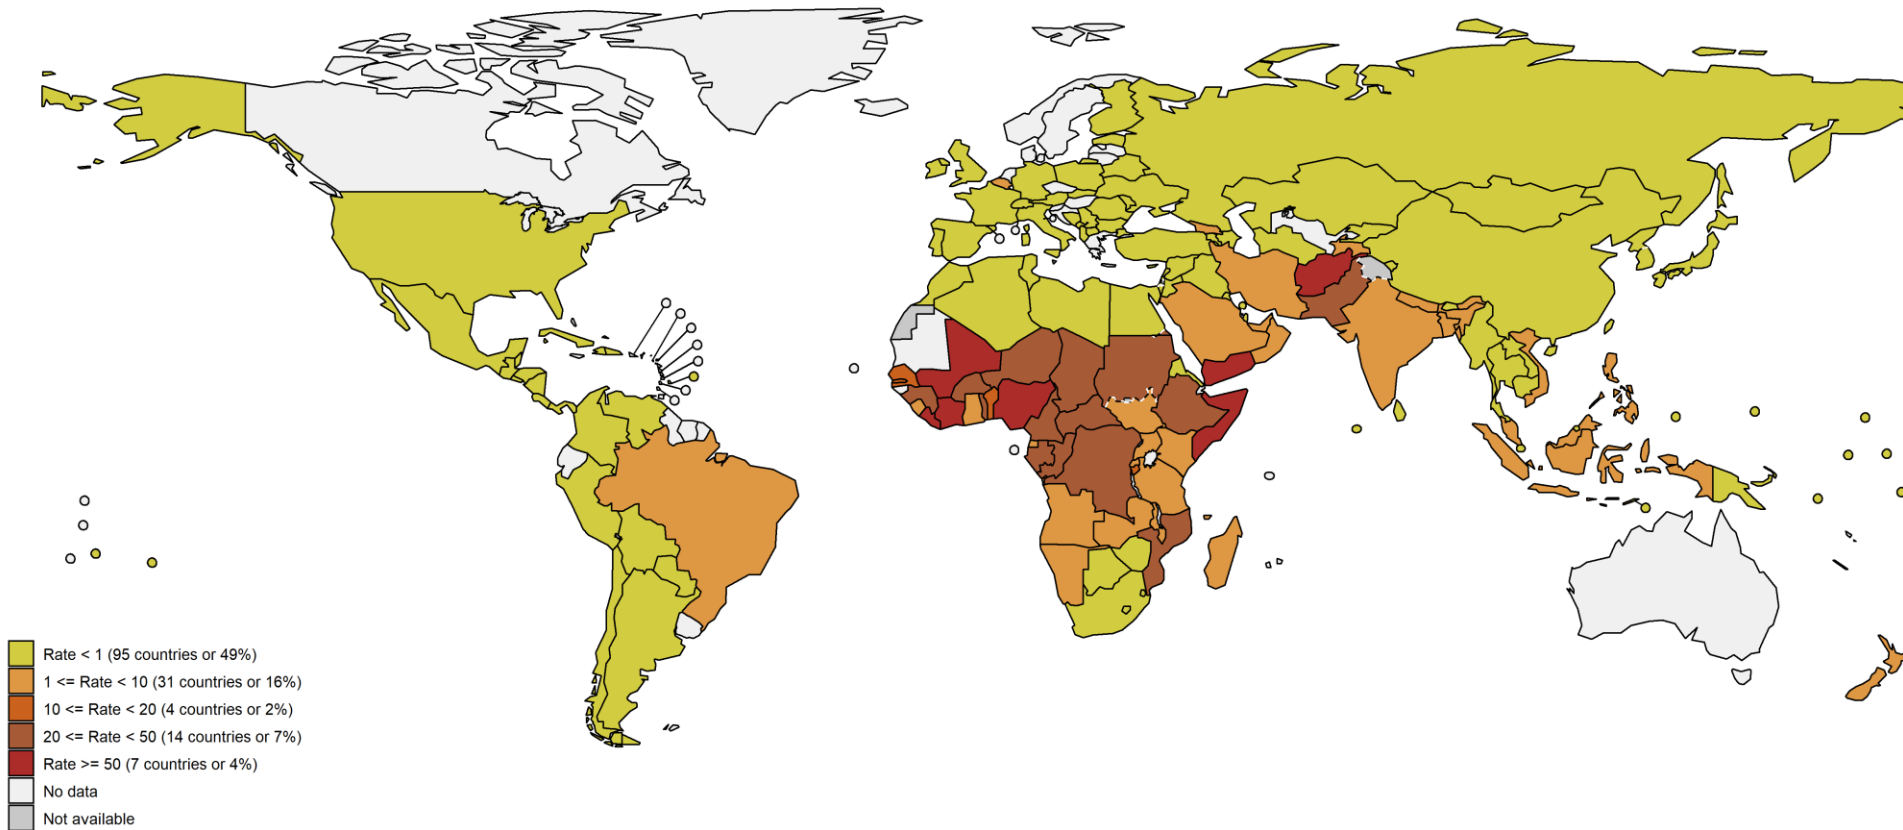 Rate < 1 (95 countries or 49%)
1 <= Rate < 10 (31 countries or 16%)
10 <= Rate < 20 (4 countries or 2%)
20 <= Rate < 50 (14 countries or 7%)
Rate >= 50 (7 countries or 4%)
No data
Not available